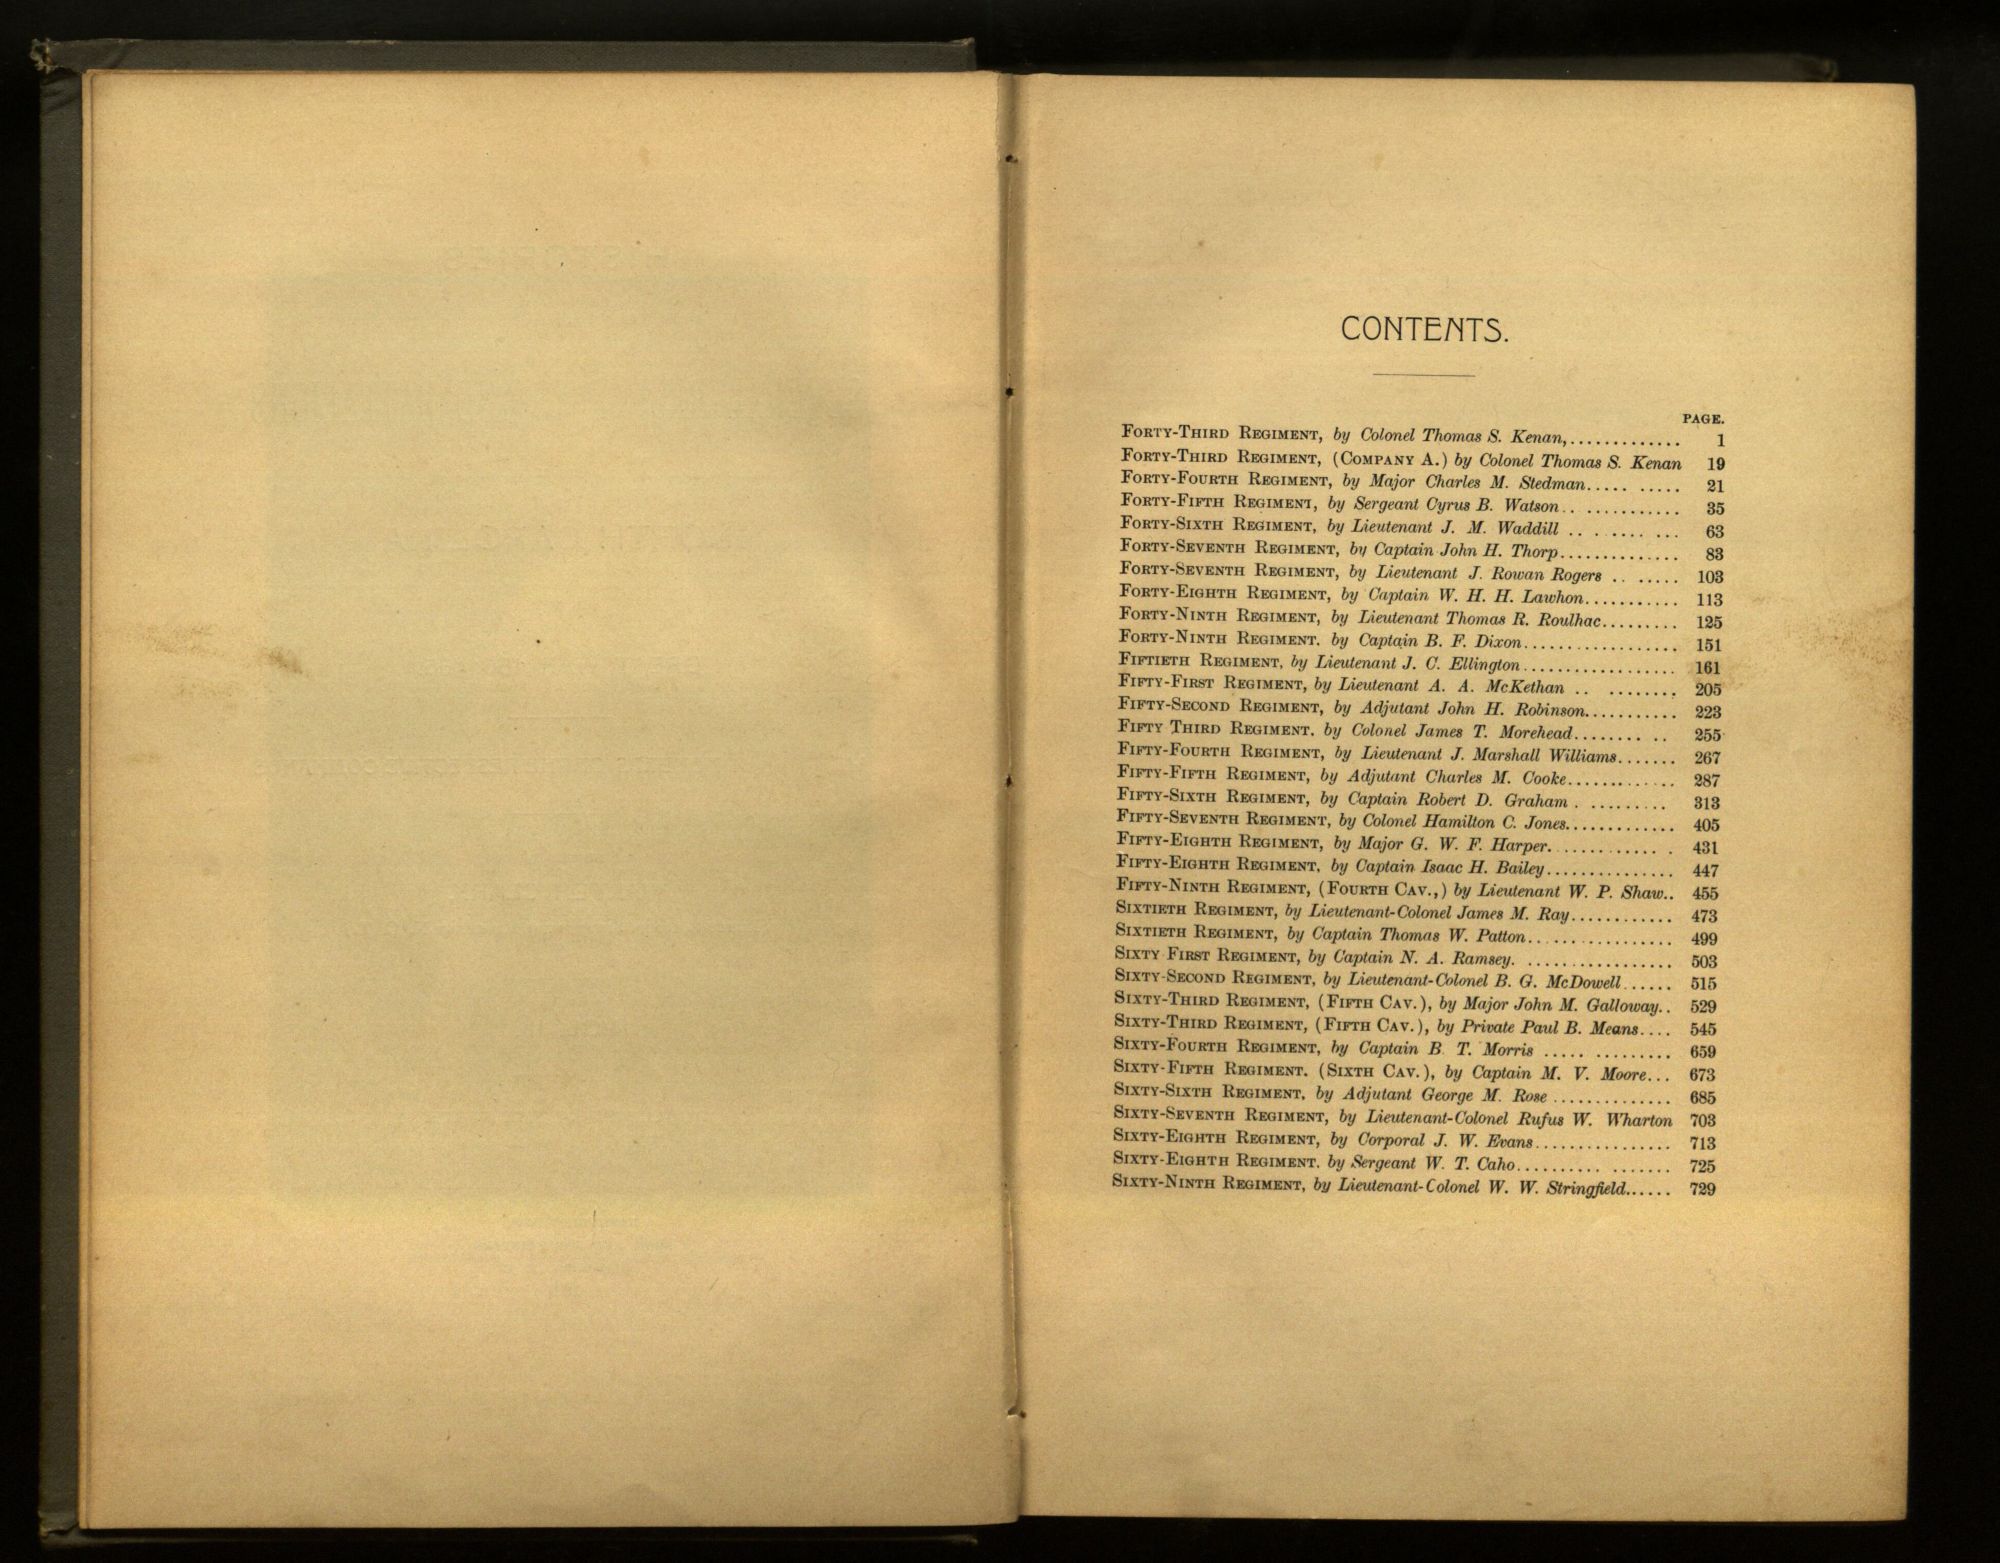 CONTENTS.
PAGE.
FORTY-THIRD REGIMENT, by Colonel Thomas S. Kenan,............. 1
FORTY-THIRD REGIMENT, (COMPANY A.) by Colonel Thomas S. Kenan 19
FORTY-FOURTH REGIMENT, by Major Charles M. Stedman..... ..... 21
FORTY-FIFTH REGIMENT, by Sergeant Cyrus B. Watson.. ........... 35
FORTY-SIXTH REGIMENT, by Lieutenant J. M. Waddill .. . ...... ... 63
FORTY-SEVENTH REGIMENT, by Captain John H. Thorp.............. 83
FORTY-SEVENTH REGIMENT, by Lieutenant J. Rowan Rogers .. ..... 103
FORTY-EIGHTH REGIMENT, by Captain W. H. H. Lawhon........... 113
FORTY-NINTH REGIMENT, by Lieutenant Thomas R. Roulhac......... 125
FORTY-NINTH REGIMENT. by Captain B. F. Dixon.................. 151
FIFTIETH REGIMENT, by Lieutenant J. C. Ellington.................. 161
FIFTY-FIRST REGIMENT, by Lieutenant A. A. McKethan .. ........ 205
FIFTY-SECOND REGIMENT, by Adjutant John H. Robinson........... 223
FIFTY THIRD REGIMENT. by Colonel James T. Morehead........ .. 255
FIFTY-FOURTH REGIMENT, by Lieutenant J. Marshall Williams....... 267
FIFTY-FIFTH REGIMENT, by Adjutant Charles M. Cooke............. 287
FIFTY-SIXTH REGIMENT, by Captain Robert D. Graham . ......... 313
FIFTY-SEVENTH REGIMENT, by Colonel Hamilton C. Jones............. 405
FIFTY-EIGHTH REGIMENT, by Major G. W. F. Harper............. . 431
FIFTY-EIGHTH REGIMENT, by Captain Isaac H. Bailey............... 447
FIFTY-NINTH REGIMENT, (FOURTH CAV.,) by Lieutenant W. P. Shaw.. 455
SIXTIETH REGIMENT, by Lieutenant-Colonel James M. Ray............ 473
SIXTIETH REGIMENT, by Captain Thomas W. Patton................. 499
SIXTY FIRST REGIMENT, by Captain N. A. Ramsey. ................. 503
SIXTY-SECOND REGIMENT, by Lieutenant-Colonel B. G. McDowell...... 515
SIXTY-THIRD REGIMENT, (FIFTH CAV.), by Major John M. Galloway.. 529
SIXTY-THIRD REGIMENT, (FIFTH CAV.), by Private Paul B. Means.... 545
SIXTY-FOURTH REGIMENT, by Captain B. T. Morris ..... ......... 659
SIXTY-FIFTH REGIMENT. (SIXTH CAV.), by Captain M. V. Moore... 673
SIXTY-SIXTH REGIMENT, by Adjutant George M. Rose .............. 685
SIXTY-SEVENTH REGIMENT, by Lieutenant-Colonel Rufus W. Wharton 703
SIXTY-EIGHTH REGIMENT, by Corporal J. W. Evans................ 713
SIXTY-EIGHTH REGIMENT. by Sergeant W. T. Caho.......... ....... 725
SIXTY-NINTH REGIMENT, by Lieutenant-Colonel W. W. Stringfield...... 729